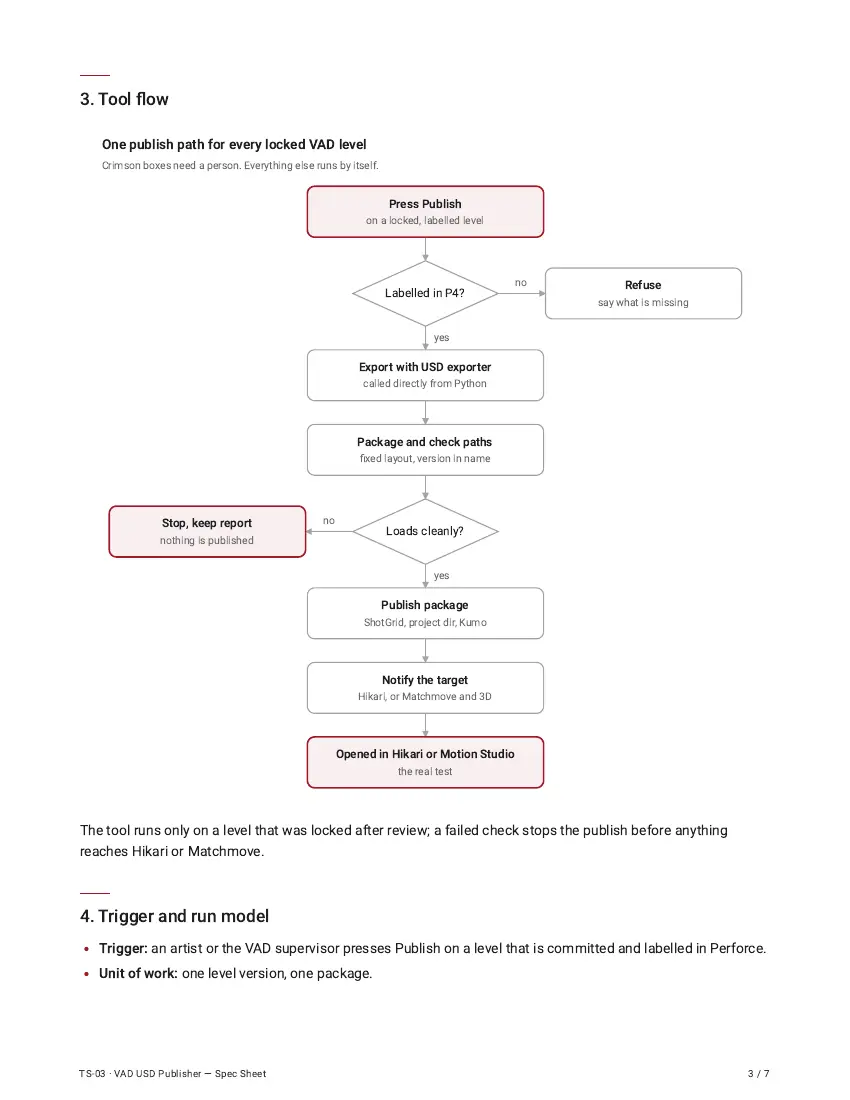 3. Tool flow
One publish path for every locked VAD level
Crimson boxes need a person. Everything else runs by itself.
Press Publish
on a locked, labelled level
Labelled in P4?
no
Refuse
say what is missing
yes
Export with USD exporter
called directly from Python
Package and check paths
fixed layout, version in name
Stop, keep report
nothing is published
no
Loads cleanly?
yes
Publish package
ShotGrid, project dir, Kumo
Notify the target
Hikari, or Matchmove and 3D
Opened in Hikari or Motion Studio
the real test
The tool runs only on a level that was locked after review; a failed check stops the publish before anything
reaches Hikari or Matchmove.
4. Trigger and run model
• Trigger: an artist or the VAD supervisor presses Publish on a level that is committed and labelled in Perforce.
• Unit of work: one level version, one package.
TS-03 · VAD USD Publisher — Spec Sheet
3 / 7